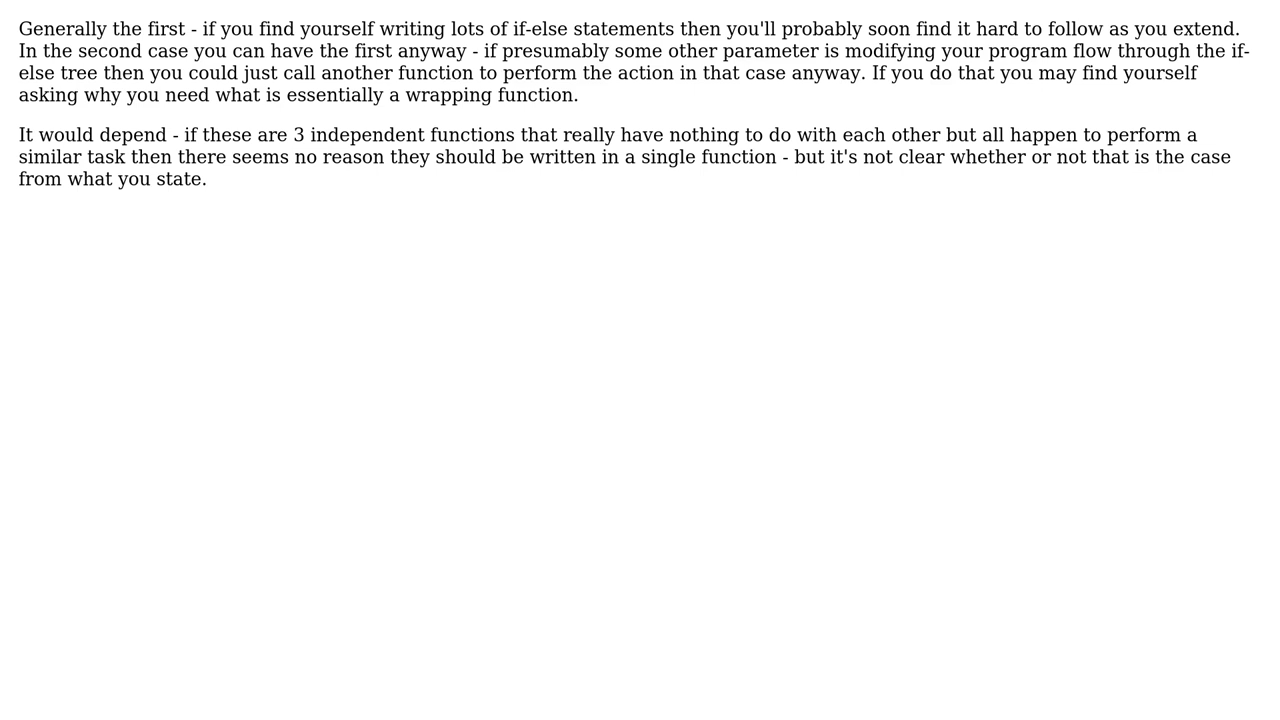 Generally the first - if you find yourself writing lots of if-else statements then you'll probably soon find it hard to follow as you extend.
In the second case you can have the first anyway - if presumably some other parameter is modifying your program flow through the if-
else tree then you could just call another function to perform the action in that case anyway. If you do that you may find yourself
asking why you need what is essentially a wrapping function.
It would depend - if these are 3 independent functions that really have nothing to do with each other but all happen to perform a
similar task then there seems no reason they should be written in a single function - but it's not clear whether or not that is the case
from what you state.